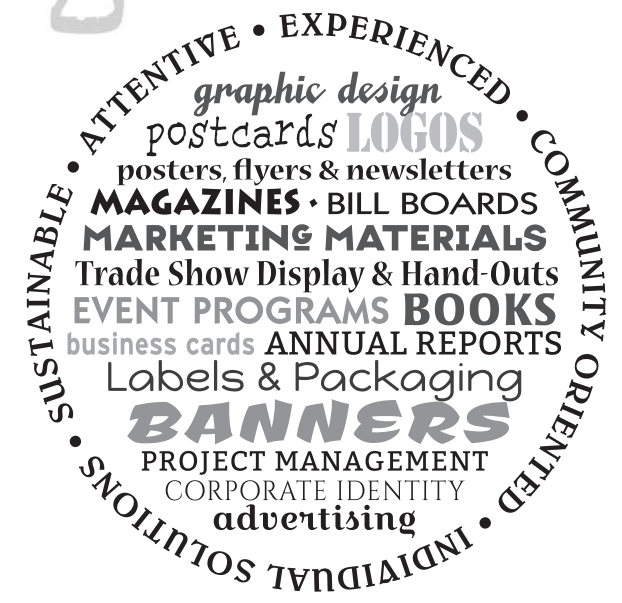 ATTENTIVE • EXPERIENCED • COMMUNITY ORIENTED • INDIVIDUAL SOLUTIONS • SUSTAINABLE •
graphic design
postcards LOGOS
posters, flyers & newsletters
MAGAZINES • BILL BOARDS
MARKETING MATERIALS
Trade Show Display & Hand-Outs
EVENT PROGRAMS BOOKS
business cards ANNUAL REPORTS
Labels & Packaging
BANNERS
PROJECT MANAGEMENT
CORPORATE IDENTITY
advertising